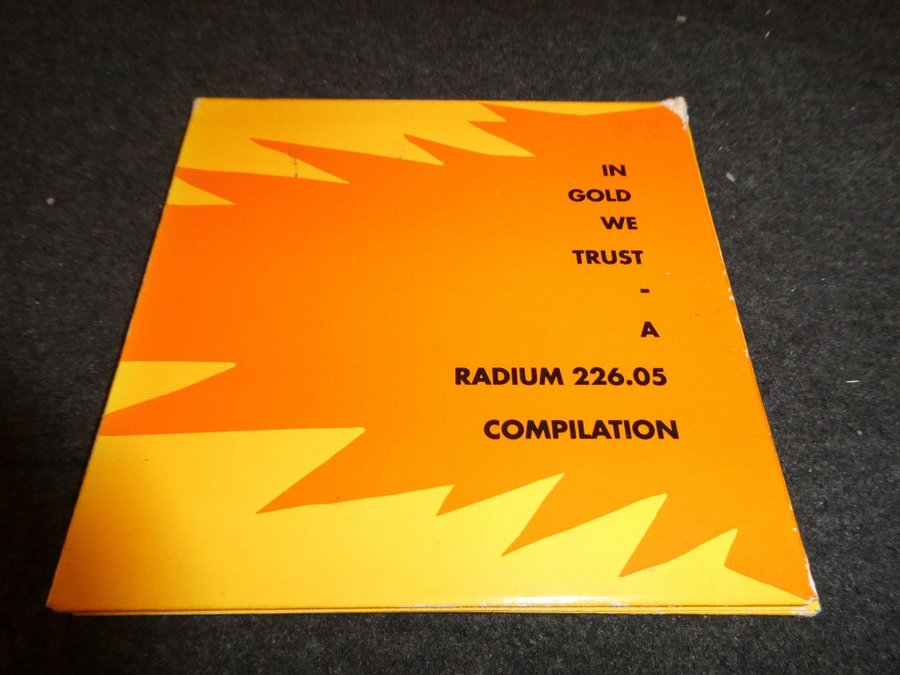 IN
GOLD
WE
TRUST
-
A
RADIUM 226.05
COMPILATION